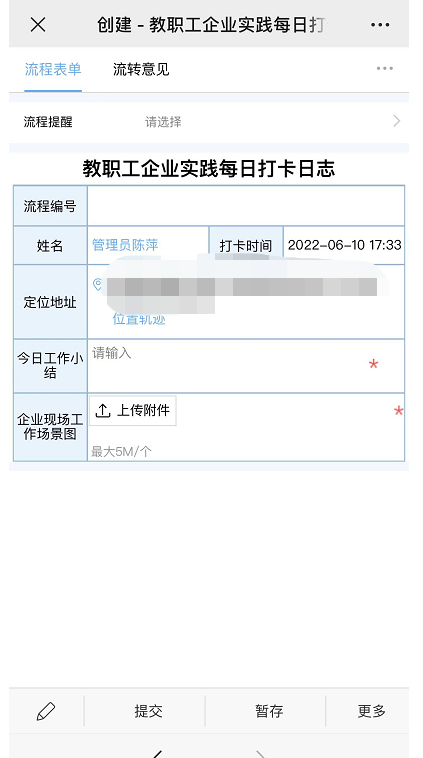 创建 - 教职工企业实践每日打
流程表单 流转意见
流程提醒 请选择
教职工企业实践每日打卡日志
流程编号
姓名 管理员陈萍 打卡时间 2022-06-10 17:33
定位地址
位置轨迹
今日工作小
结
请输入
*
企业现场工
作场景图
上传附件
*
最大5M/个
提交 暂存 更多